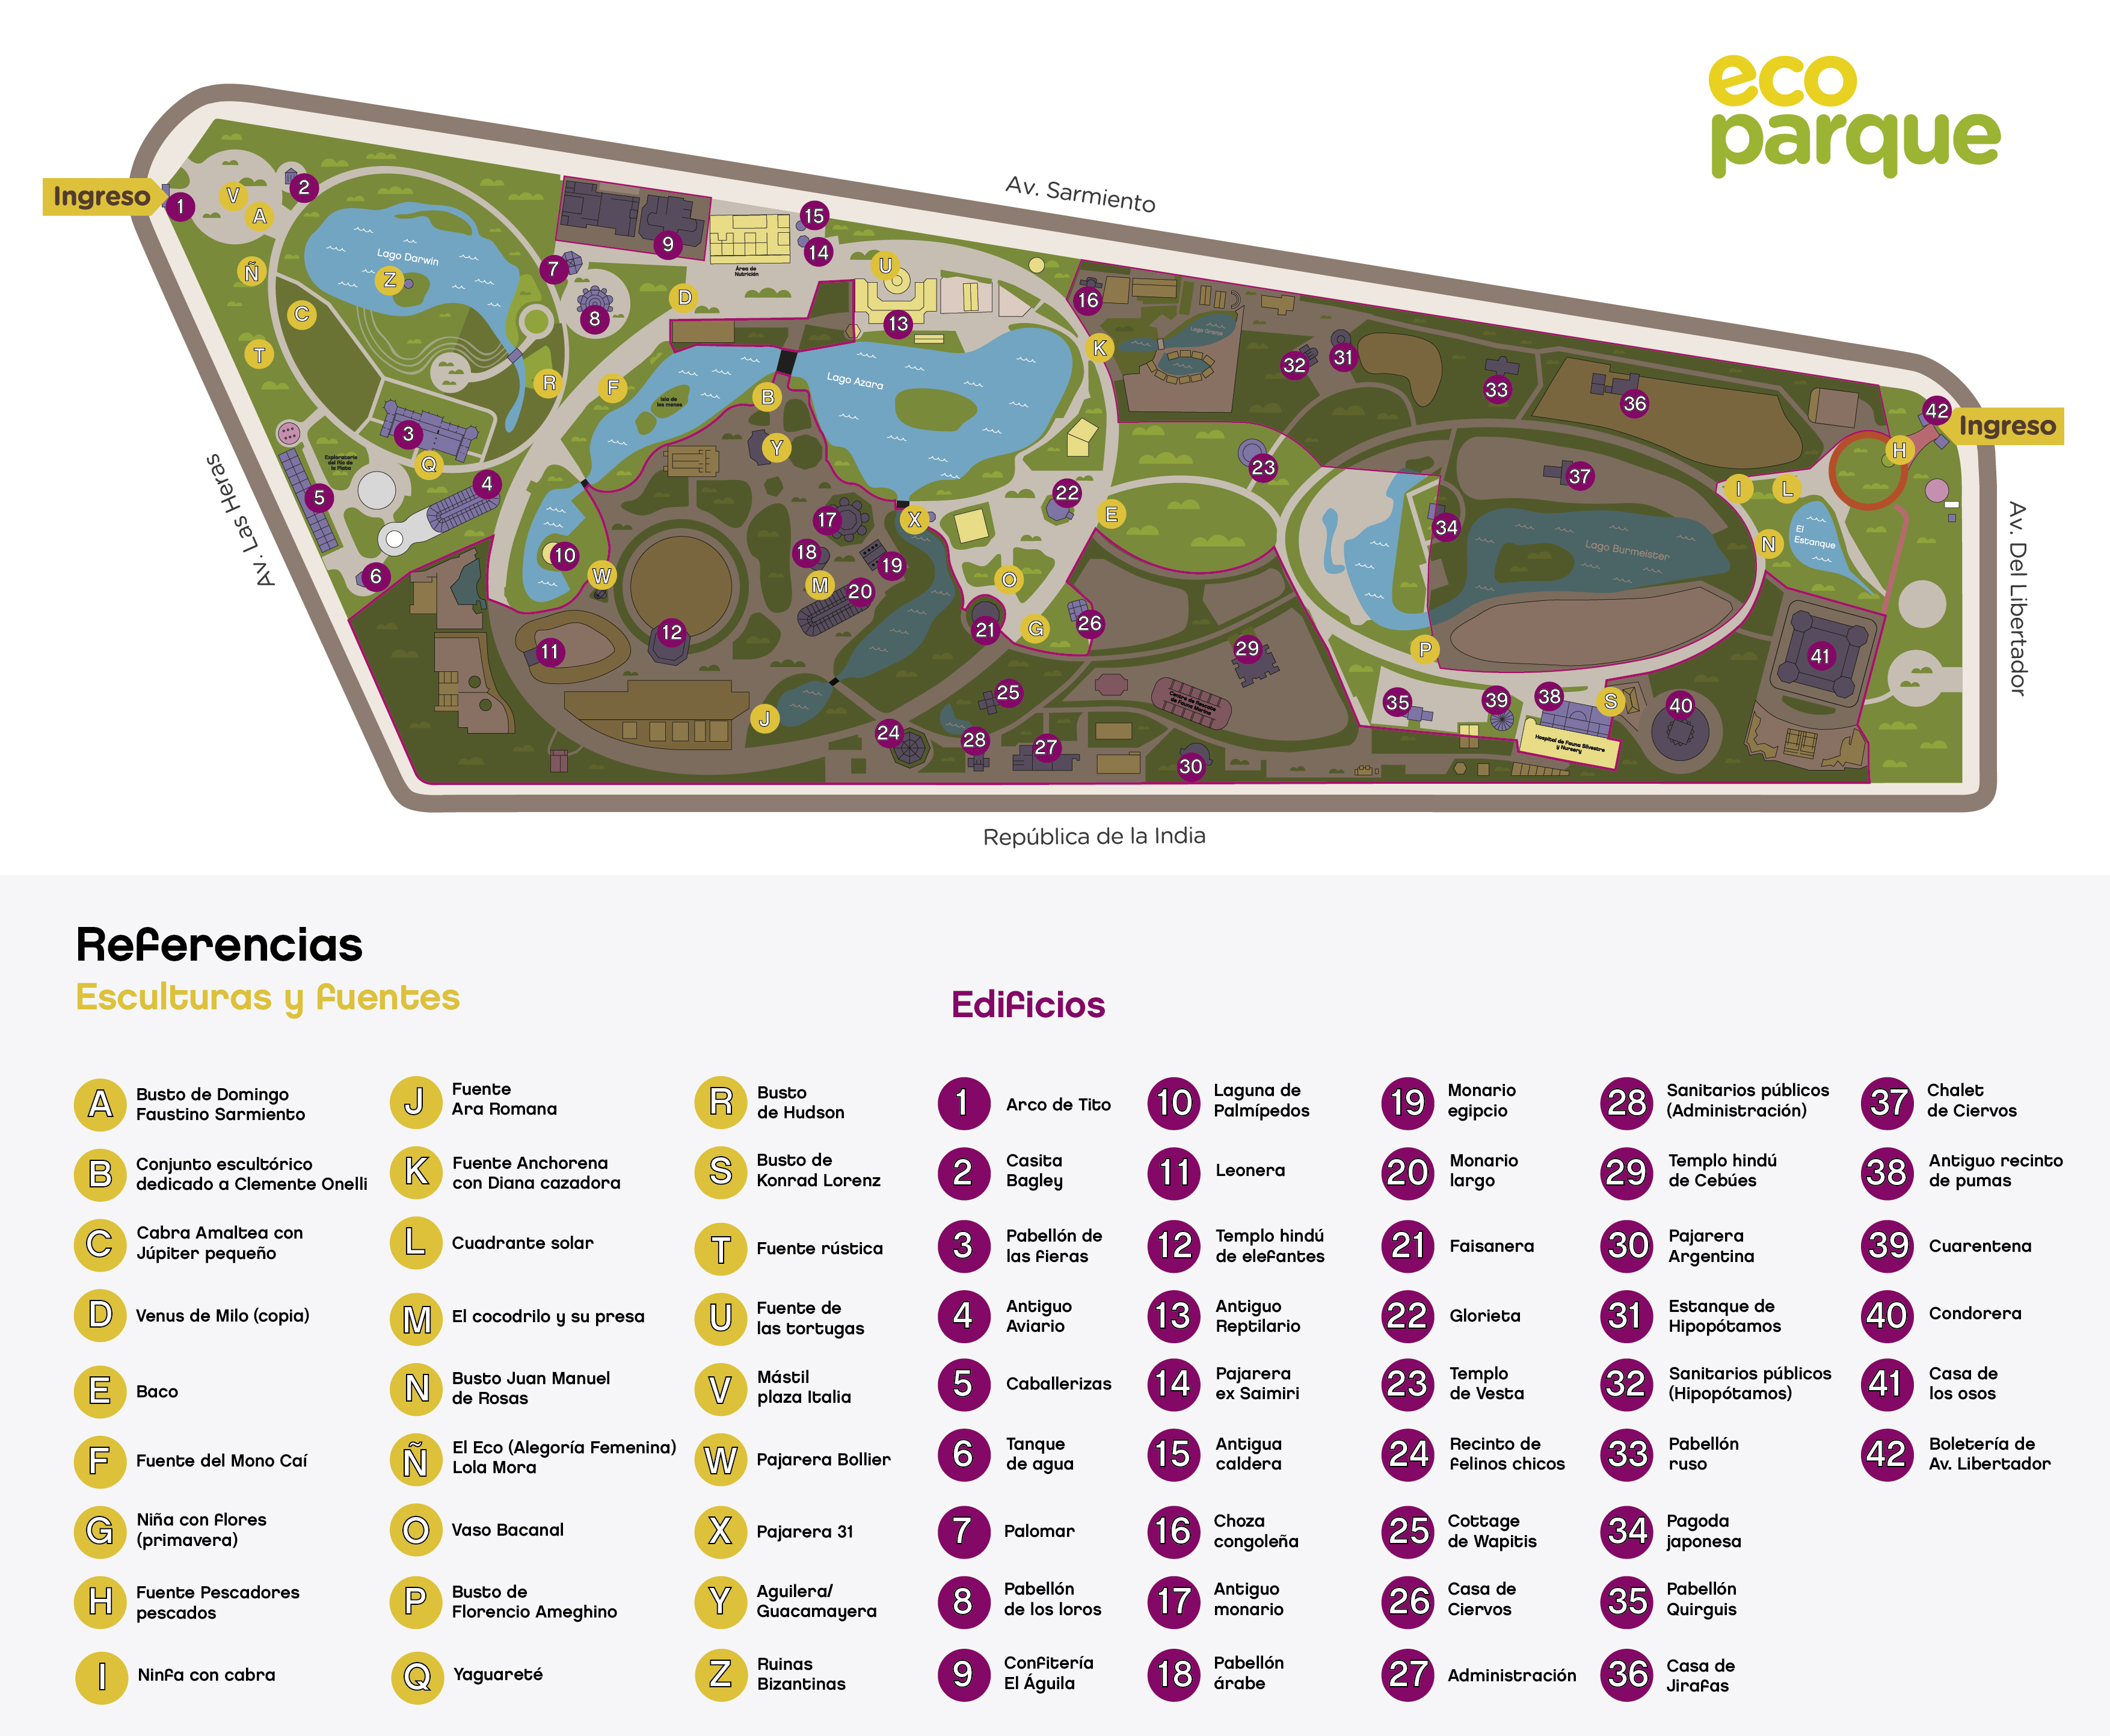 eco
parque
Av. Sarmiento
Ingreso
Ingreso
Av. Las Heras
Av. Del Libertador
República de la India
Lago Darwin
Área de
Nutrición
Lago Azara
Isla de
los monos
Lago Granja
Exploratorio
del Río de
la Plata
Lago Burmeister
El
Estanque
Centro de Rescate
de Fauna Marina
Hospital de Fauna Silvestre
y Nursery
1
2
3
4
5
6
7
8
9
10
11
12
13
14
15
16
17
18
19
20
21
22
23
24
25
26
27
28
29
30
31
32
33
34
35
36
37
38
39
40
41
42
A
B
C
D
E
F
G
H
I
J
K
L
M
N
Ñ
O
P
Q
R
S
T
U
V
W
X
Y
Z
Referencias
Esculturas y fuentes
A Busto de Domingo
Faustino Sarmiento
B Conjunto escultórico
dedicado a Clemente Onelli
C Cabra Amaltea con
Júpiter pequeño
D Venus de Milo (copia)
E Baco
F Fuente del Mono Caí
G Niña con flores
(primavera)
H Fuente Pescadores
pescados
I Ninfa con cabra
J Fuente
Ara Romana
K Fuente Anchorena
con Diana cazadora
L Cuadrante solar
M El cocodrilo y su presa
N Busto Juan Manuel
de Rosas
Ñ El Eco (Alegoría Femenina)
Lola Mora
O Vaso Bacanal
P Busto de
Florencio Ameghino
Q Yaguareté
R Busto
de Hudson
S Busto de
Konrad Lorenz
T Fuente rústica
U Fuente de
las tortugas
V Mástil
plaza Italia
W Pajarera Bollier
X Pajarera 31
Y Aguilera/
Guacamayera
Z Ruinas
Bizantinas
Edificios
1 Arco de Tito
2 Casita
Bagley
3 Pabellón de
las fieras
4 Antiguo
Aviario
5 Caballerizas
6 Tanque
de agua
7 Palomar
8 Pabellón
de los loros
9 Confitería
El Águila
10 Laguna de
Palmípedos
11 Leonera
12 Templo hindú
de elefantes
13 Antiguo
Reptilario
14 Pajarera
ex Saimiri
15 Antigua
caldera
16 Choza
congoleña
17 Antiguo
monario
18 Pabellón
árabe
19 Monario
egipcio
20 Monario
largo
21 Faisanera
22 Glorieta
23 Templo
de Vesta
24 Recinto de
felinos chicos
25 Cottage
de Wapitis
26 Casa de
Ciervos
27 Administración
28 Sanitarios públicos
(Administración)
29 Templo hindú
de Cebúes
30 Pajarera
Argentina
31 Estanque de
Hipopótamos
32 Sanitarios públicos
(Hipopótamos)
33 Pabellón
ruso
34 Pagoda
japonesa
35 Pabellón
Quirguis
36 Casa de
Jirafas
37 Chalet
de Ciervos
38 Antiguo recinto
de pumas
39 Cuarentena
40 Condorera
41 Casa de
los osos
42 Boletería de
Av. Libertador